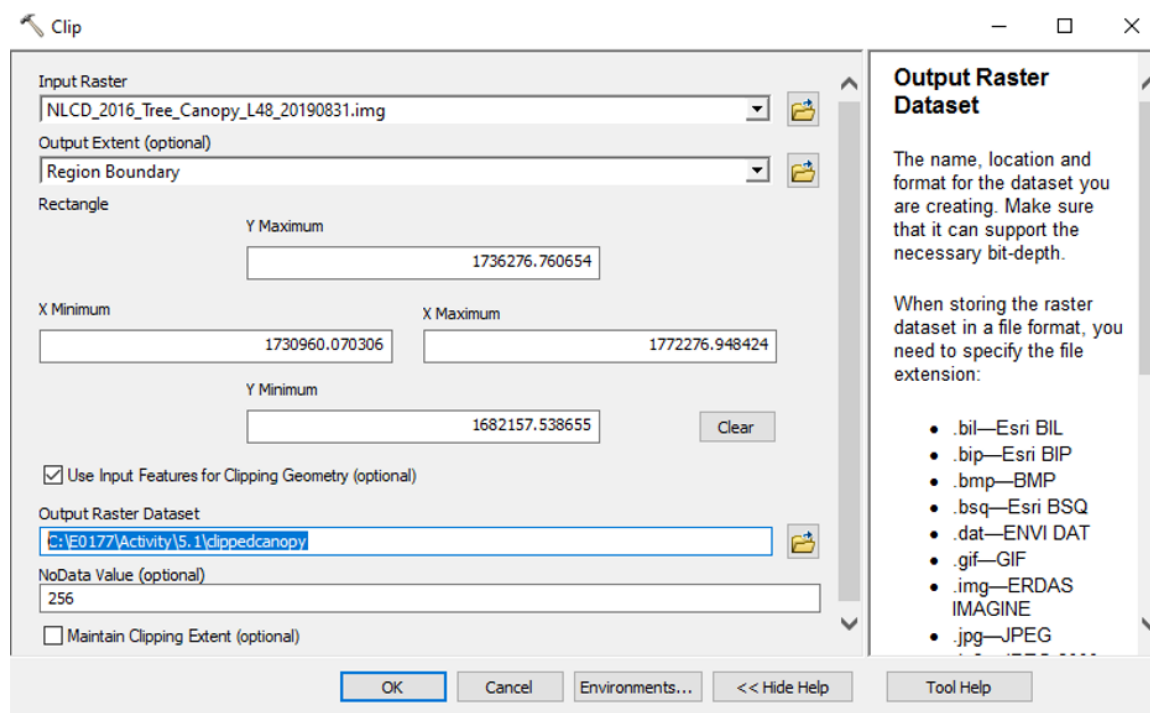 Clip
Input Raster
NLCD_2016_Tree_Canopy_L48_20190831.img
Output Extent (optional)
Region Boundary
Rectangle
Y Maximum
1736276.760654
X Minimum
X Maximum
1730960.070306
1772276.948424
Y Minimum
1682157.538655
Clear
Use Input Features for Clipping Geometry (optional)
Output Raster Dataset
C:\E0177\Activity\5.1\clippedcanopy
NoData Value (optional)
256
Maintain Clipping Extent (optional)
OK
Cancel
Environments...
<< Hide Help
Tool Help
Output Raster
Dataset
The name, location and
format for the dataset you
are creating. Make sure
that it can support the
necessary bit-depth.
When storing the raster
dataset in a file format, you
need to specify the file
extension:
• .bil—Esri BIL
• .bip—Esri BIP
• .bmp—BMP
• .bsq—Esri BSQ
• .dat—ENVI DAT
• .gif—GIF
• .img—ERDAS
IMAGINE
• .jpg—JPEG